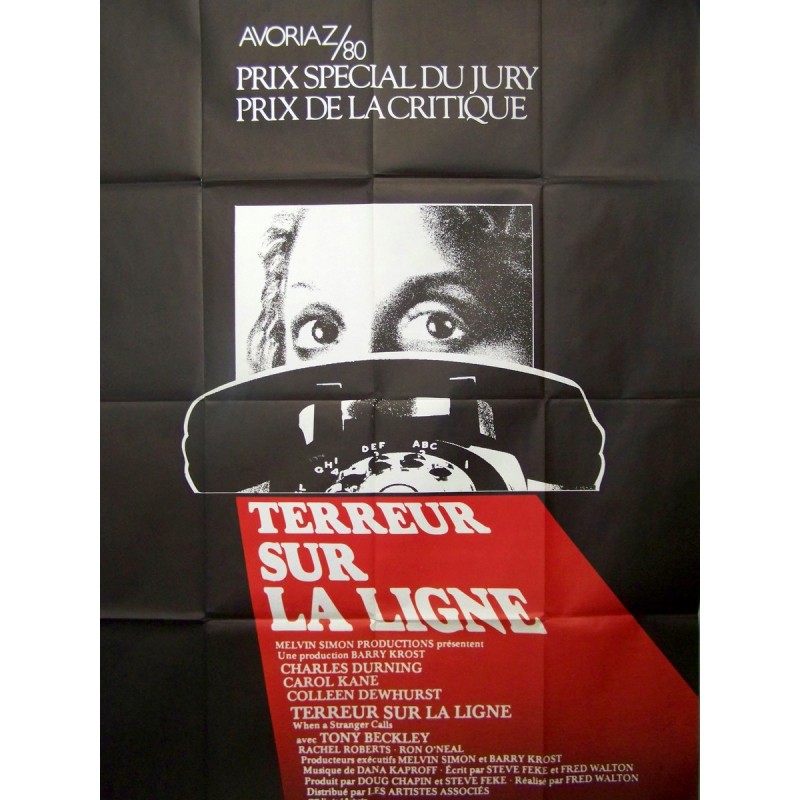 AVORIAZ/80
PRIX SPECIAL DU JURY
PRIX DE LA CRITIQUE
GHI DEF ABC
L
TERREUR
SUR
LA LIGNE
MELVIN SIMON PRODUCTIONS présentent
Une production BARRY KROST
CHARLES DURNING
CAROL KANE
COLLEEN DEWHURST
TERREUR SUR LA LIGNE
When a Stranger Calls
avec TONY BECKLEY
RACHEL ROBERTS · RON O'NEAL
Producteurs exécutifs MELVIN SIMON et BARRY KROST
Musique de DANA KAPROFF · Écrit par STEVE FEKE et FRED WALTON
Produit par DOUG CHAPIN et STEVE FEKE · Réalisé par FRED WALTON
Distribué par LES ARTISTES ASSOCIÉS